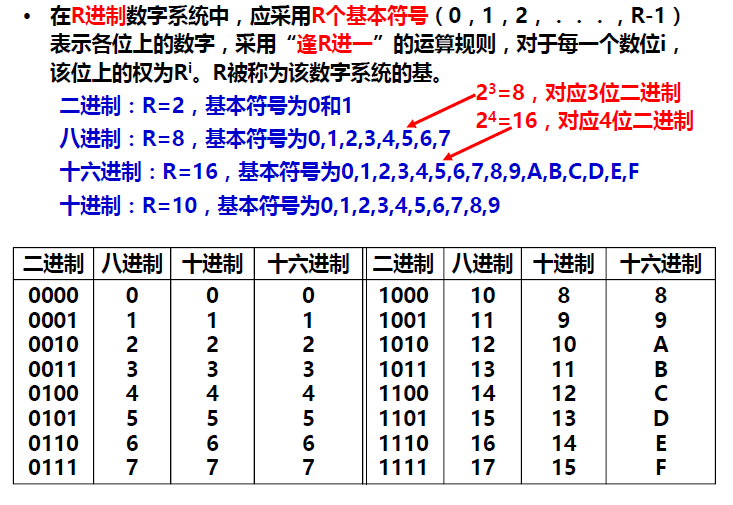 • 在R进制数字系统中，应采用R个基本符号（0，1，2，．．．，R-1）
表示各位上的数字，采用“逢R进一”的运算规则，对于每一个数位i，
该位上的权为Rⁱ。R被称为该数字系统的基。
二进制：R=2，基本符号为0和1
2³=8，对应3位二进制
2⁴=16，对应4位二进制
八进制：R=8，基本符号为0,1,2,3,4,5,6,7
十六进制：R=16，基本符号为0,1,2,3,4,5,6,7,8,9,A,B,C,D,E,F
十进制：R=10，基本符号为0,1,2,3,4,5,6,7,8,9
二进制 八进制 十进制 十六进制 二进制 八进制 十进制 十六进制
0000 0 0 0 1000 10 8 8
0001 1 1 1 1001 11 9 9
0010 2 2 2 1010 12 10 A
0011 3 3 3 1011 13 11 B
0100 4 4 4 1100 14 12 C
0101 5 5 5 1101 15 13 D
0110 6 6 6 1110 16 14 E
0111 7 7 7 1111 17 15 F